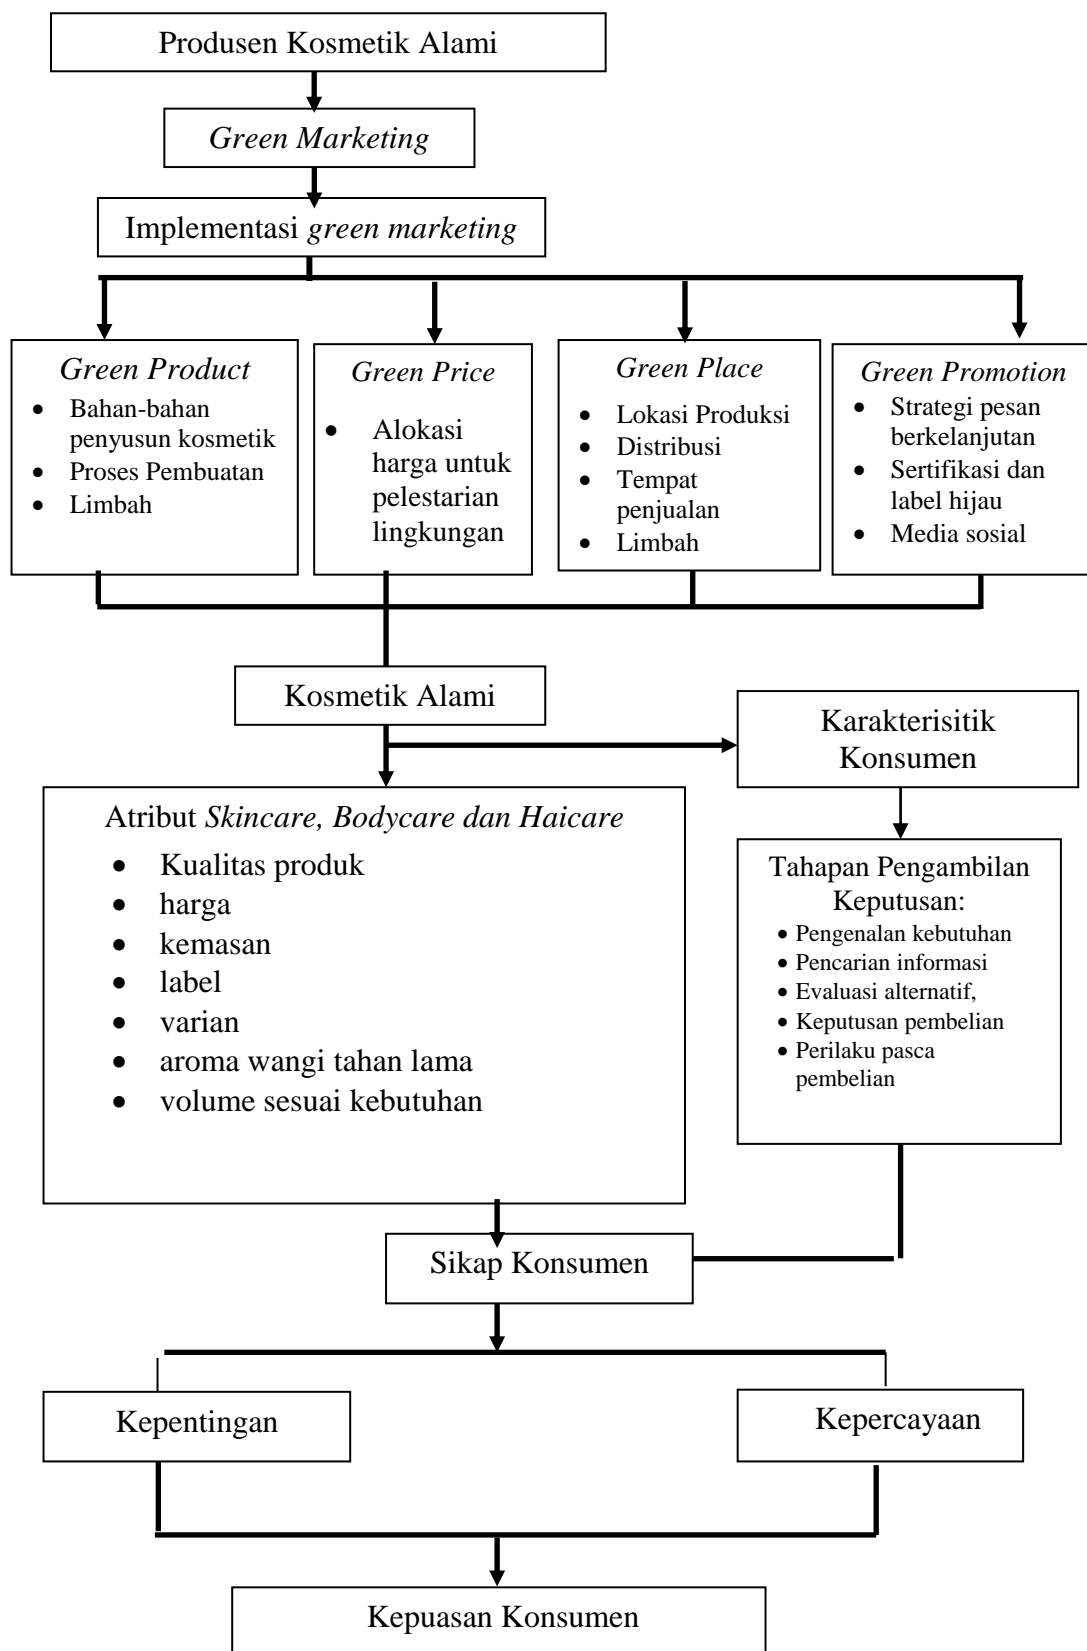 Produsen Kosmetik Alami
Green Marketing
Implementasi green marketing
Green Product
• Bahan-bahan
penyusun kosmetik
• Proses Pembuatan
• Limbah
Green Price
• Alokasi
harga untuk
pelestarian
lingkungan
Green Place
• Lokasi Produksi
• Distribusi
• Tempat
penjualan
• Limbah
Green Promotion
• Strategi pesan
berkelanjutan
• Sertifikasi dan
label hijau
• Media sosial
Kosmetik Alami
Karakterisitik
Konsumen
Atribut Skincare, Bodycare dan Haicare
• Kualitas produk
• harga
• kemasan
• label
• varian
• aroma wangi tahan lama
• volume sesuai kebutuhan
Tahapan Pengambilan
Keputusan:
• Pengenalan kebutuhan
• Pencarian informasi
• Evaluasi alternatif,
• Keputusan pembelian
• Perilaku pasca
pembelian
Sikap Konsumen
Kepentingan
Kepercayaan
Kepuasan Konsumen